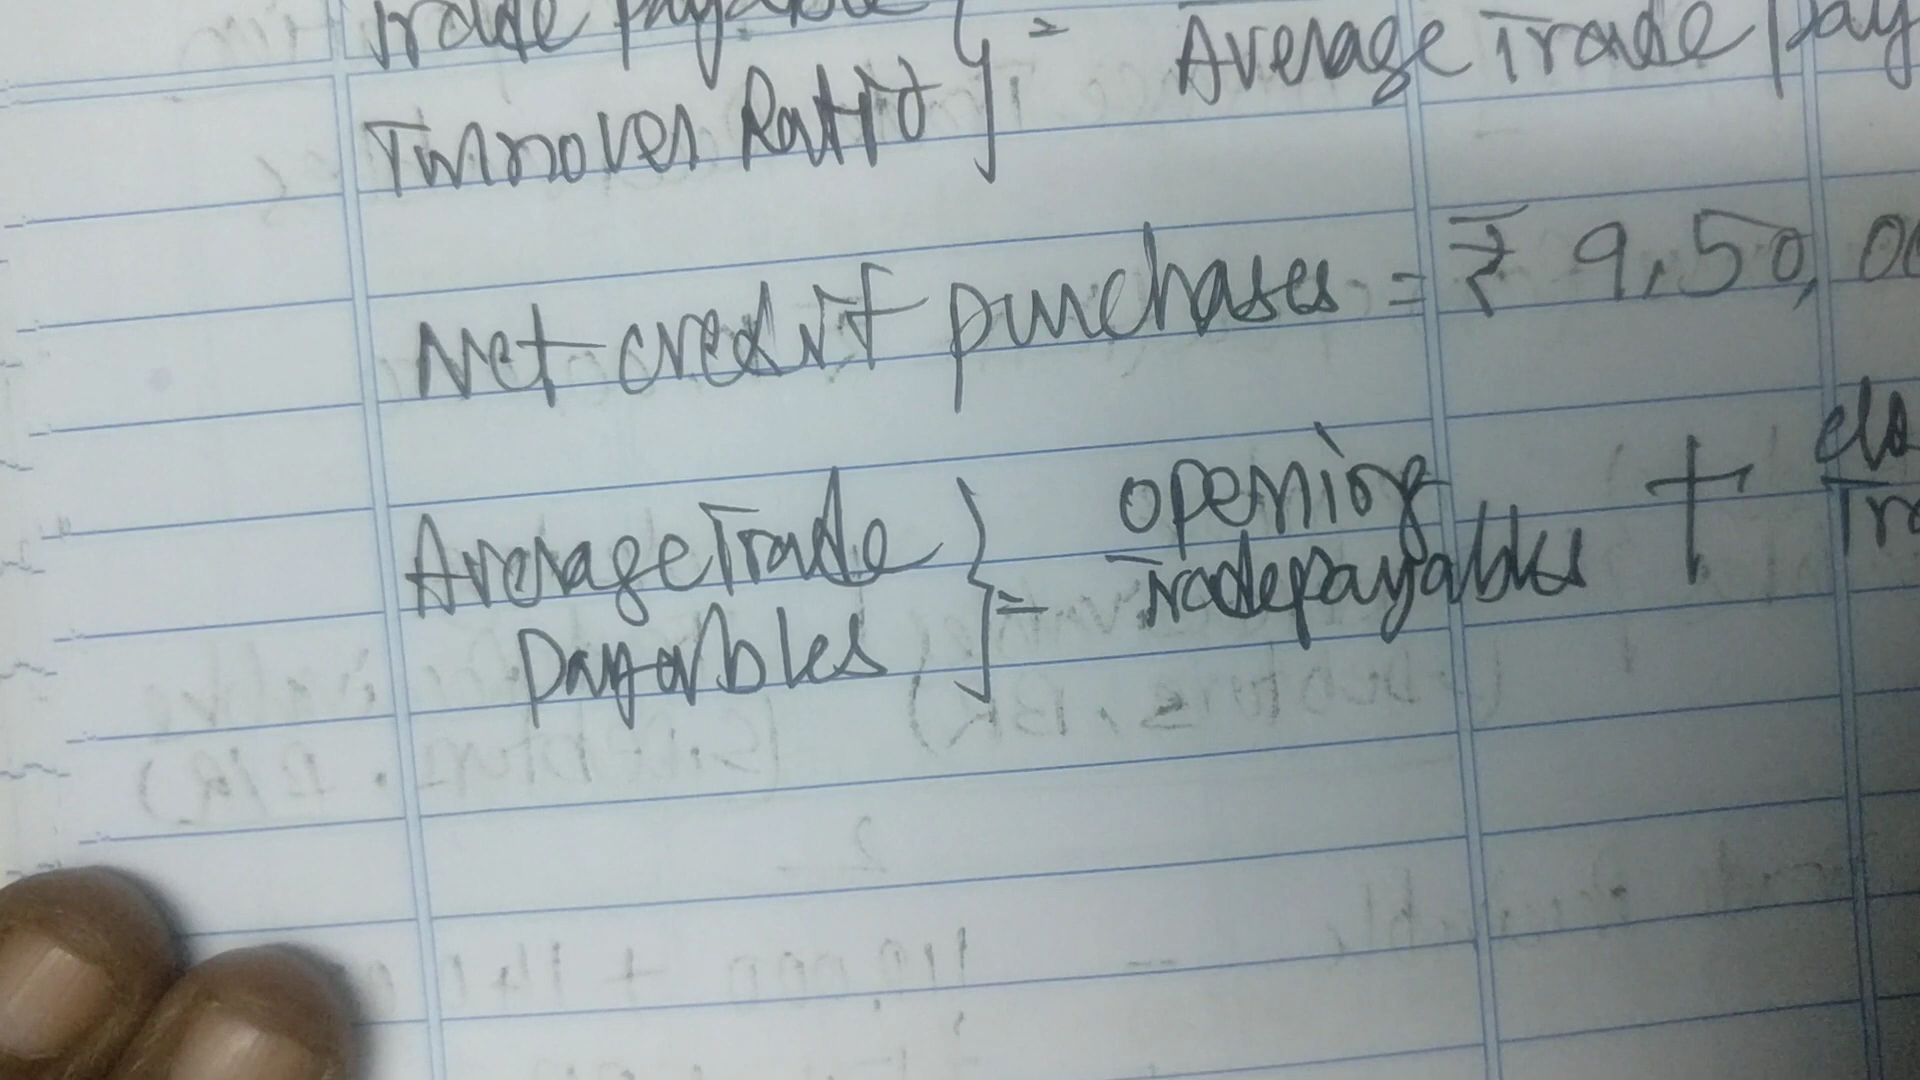 Trade payable } =
Average Trade pay
Turnover Ratio
Net credit purchases = ₹ 9,50,00
Average Trade } = opening + clo
payables Trade payables Tra